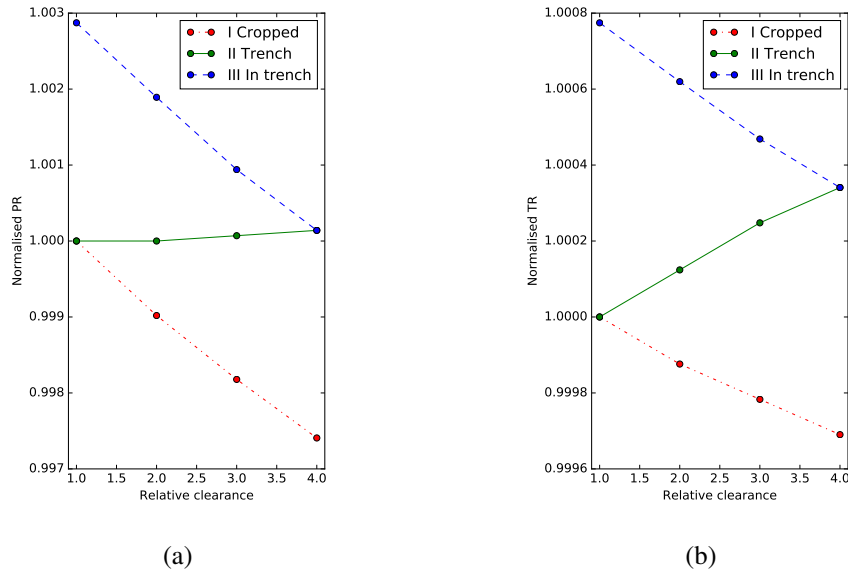 1.003
1.002
1.001
1.000
0.999
0.998
0.997
Normalised PR
I Cropped
II Trench
III In trench
1.0 1.5 2.0 2.5 3.0 3.5 4.0
Relative clearance
(a)
1.0008
1.0006
1.0004
1.0002
1.0000
0.9998
0.9996
Normalised TR
I Cropped
II Trench
III In trench
1.0 1.5 2.0 2.5 3.0 3.5 4.0
Relative clearance
(b)